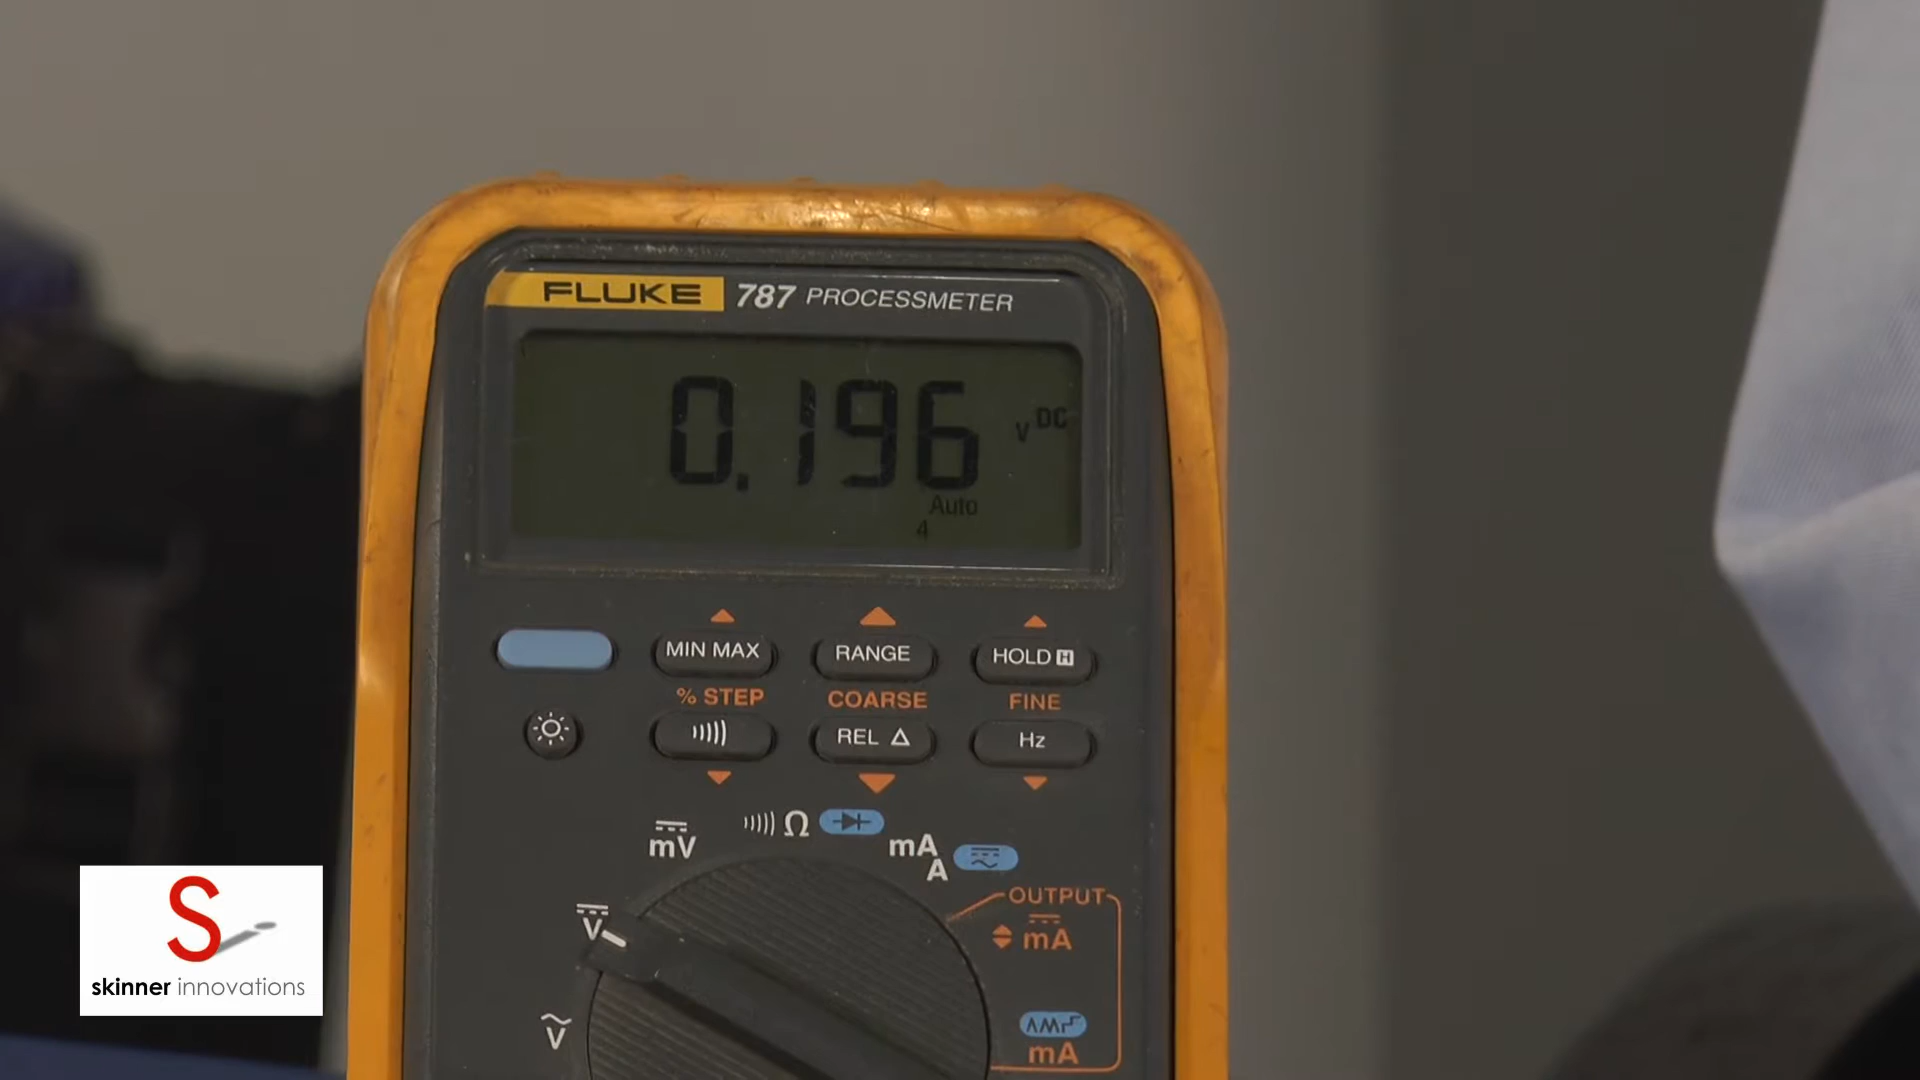 FLUKE 787 PROCESSMETER
0.196 V DC
Auto
4
MIN MAX RANGE HOLD H
% STEP COARSE FINE
REL Δ Hz
mV Ω mA
A
OUTPUT
V mA
skinner innovations
V mA